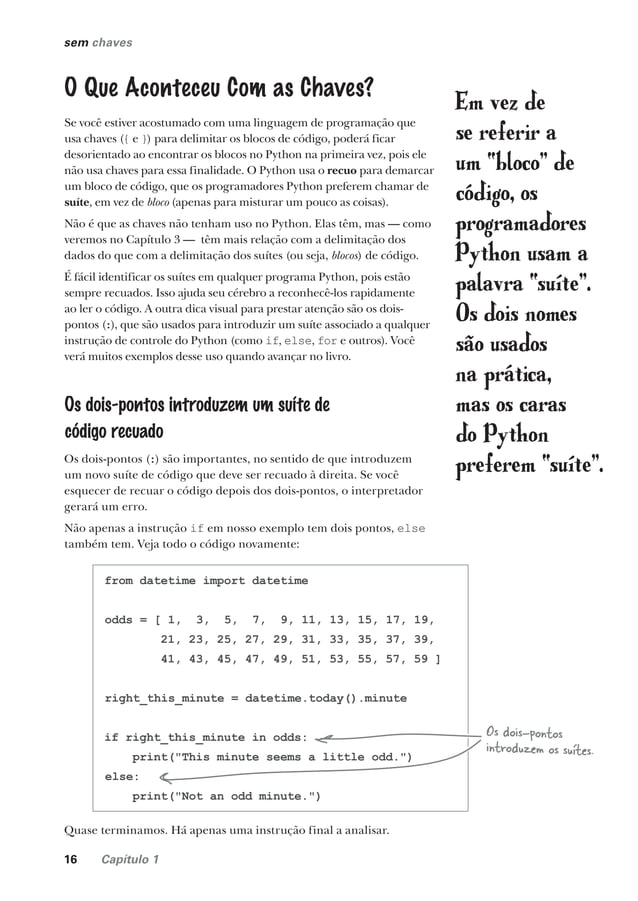 sem chaves
O Que Aconteceu Com as Chaves?
Se você estiver acostumado com uma linguagem de programação que
usa chaves ({ e }) para delimitar os blocos de código, poderá ficar
desorientado ao encontrar os blocos no Python na primeira vez, pois ele
não usa chaves para essa finalidade. O Python usa o recuo para demarcar
um bloco de código, que os programadores Python preferem chamar de
suíte, em vez de bloco (apenas para misturar um pouco as coisas).
Não é que as chaves não tenham uso no Python. Elas têm, mas — como
veremos no Capítulo 3 — têm mais relação com a delimitação dos
dados do que com a delimitação dos suítes (ou seja, blocos) de código.
É fácil identificar os suítes em qualquer programa Python, pois estão
sempre recuados. Isso ajuda seu cérebro a reconhecê-los rapidamente
ao ler o código. A outra dica visual para prestar atenção são os dois-
pontos (:), que são usados para introduzir um suíte associado a qualquer
instrução de controle do Python (como if, else, for e outros). Você
verá muitos exemplos desse uso quando avançar no livro.
Em vez de
se referir a
um "bloco" de
código, os
programadores
Python usam a
palavra "suíte".
Os dois nomes
são usados
na prática,
mas os caras
do Python
preferem "suíte".
Os dois-pontos introduzem um suíte de
código recuado
Os dois-pontos (:) são importantes, no sentido de que introduzem
um novo suíte de código que deve ser recuado à direita. Se você
esquecer de recuar o código depois dos dois-pontos, o interpretador
gerará um erro.
Não apenas a instrução if em nosso exemplo tem dois pontos, else
também tem. Veja todo o código novamente:
from datetime import datetime
odds = [ 1, 3, 5, 7, 9, 11, 13, 15, 17, 19,
21, 23, 25, 27, 29, 31, 33, 35, 37, 39,
41, 43, 45, 47, 49, 51, 53, 55, 57, 59 ]
right_this_minute = datetime.today().minute
if right_this_minute in odds:
print("This minute seems a little odd.")
else:
print("Not an odd minute.")
Os dois-pontos
introduzem os suítes.
Quase terminamos. Há apenas uma instrução final a analisar.
16 Capítulo 1